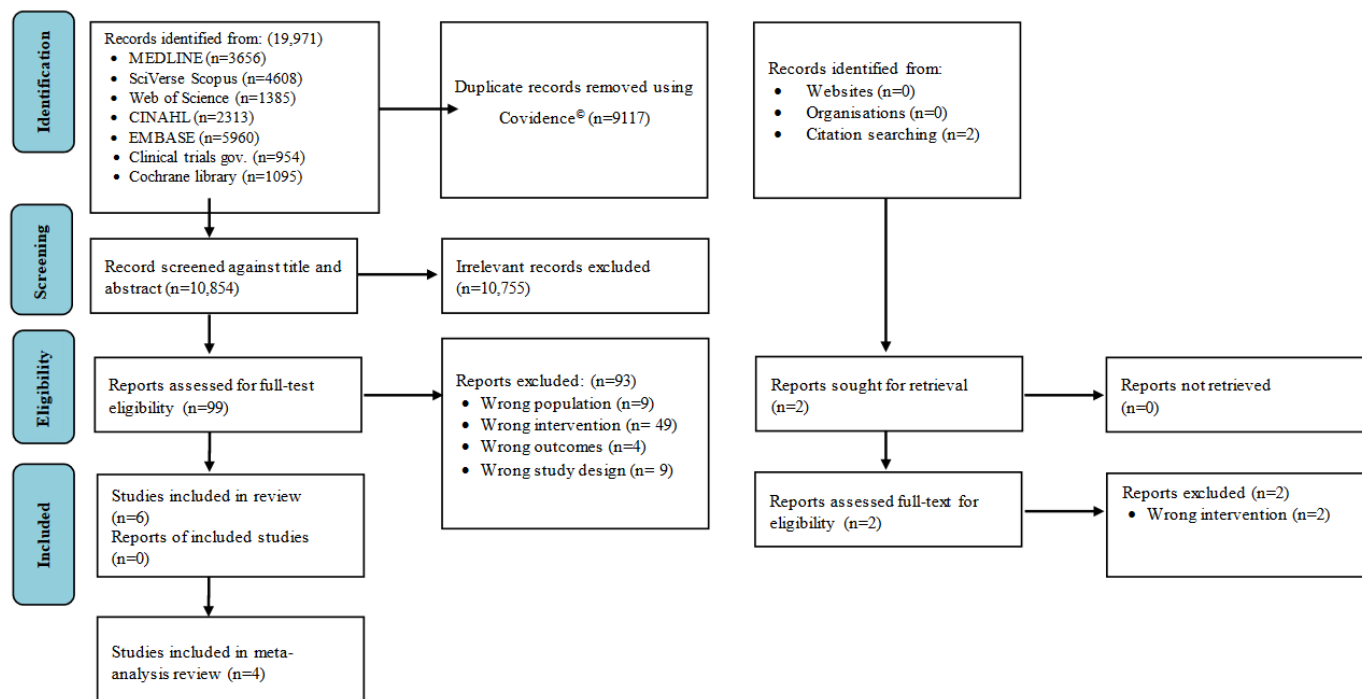 Identification
Records identified from: (19,971)
• MEDLINE (n=3656)
• SciVerse Scopus (n=4608)
• Web of Science (n=1385)
• CINAHL (n=2313)
• EMBASE (n=5960)
• Clinical trials gov. (n=954)
• Cochrane library (n=1095)
Duplicate records removed using
Covidence© (n=9117)
Records identified from:
• Websites (n=0)
• Organisations (n=0)
• Citation searching (n=2)
Screening
Record screened against title and
abstract (n=10,854)
Irrelevant records excluded
(n=10,755)
Eligibility
Reports assessed for full-test
eligibility (n=99)
Reports excluded: (n=93)
• Wrong population (n=9)
• Wrong intervention (n= 49)
• Wrong outcomes (n=4)
• Wrong study design (n= 9)
Reports sought for retrieval
(n=2)
Reports not retrieved
(n=0)
Included
Studies included in review
(n=6)
Reports of included studies
(n=0)
Reports assessed full-text for
eligibility (n=2)
Reports excluded (n=2)
• Wrong intervention (n=2)
Studies included in meta-
analysis review (n=4)